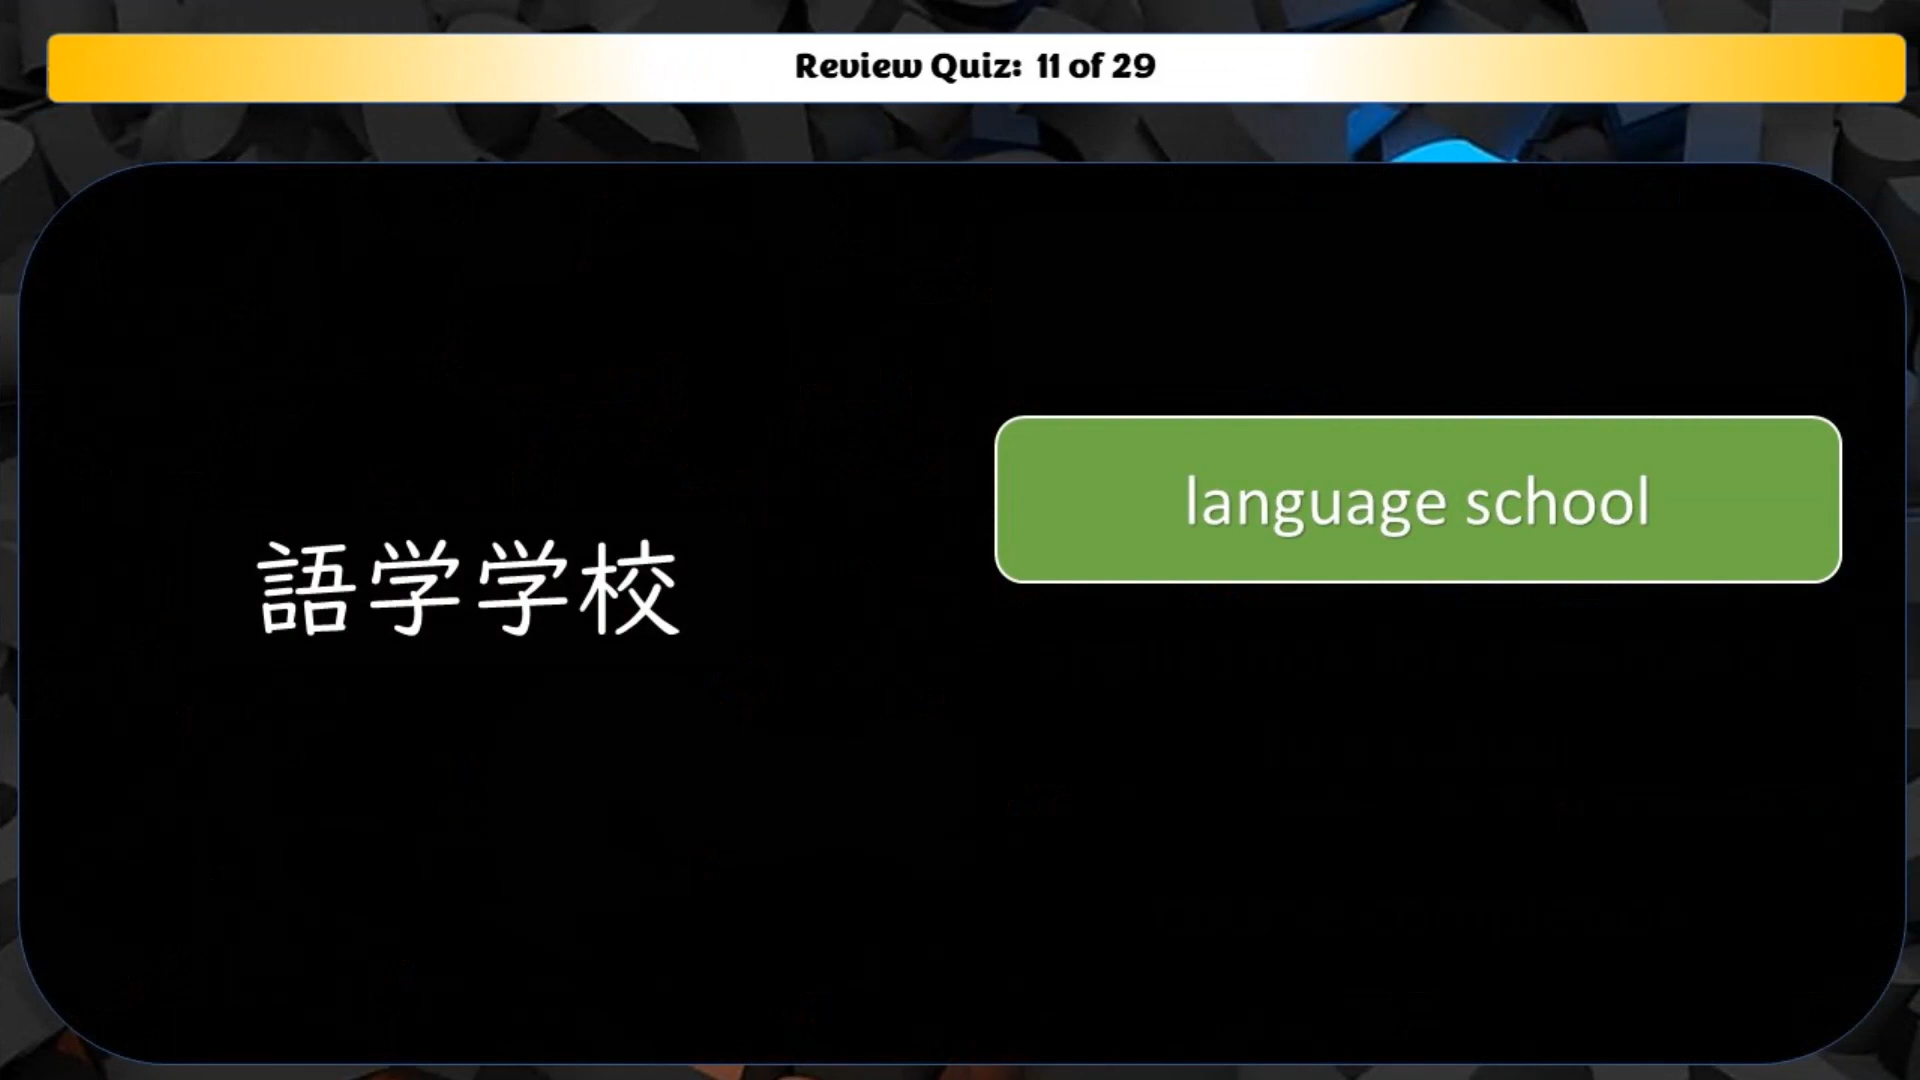 Review Quiz: 11 of 29
語学学校
language school